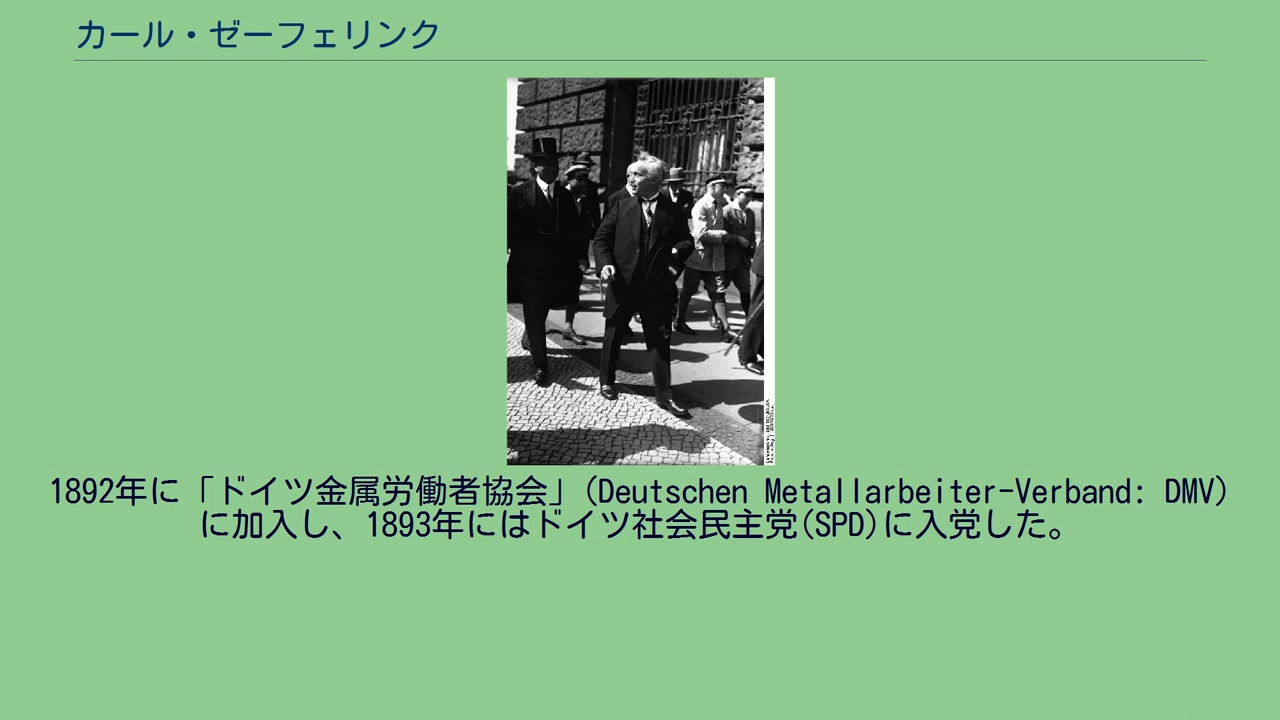 カール・ゼーフェリンク
1892年に「ドイツ金属労働者協会」(Deutschen Metallarbeiter-Verband: DMV)
に加入し、1893年にはドイツ社会民主党(SPD)に入党した。